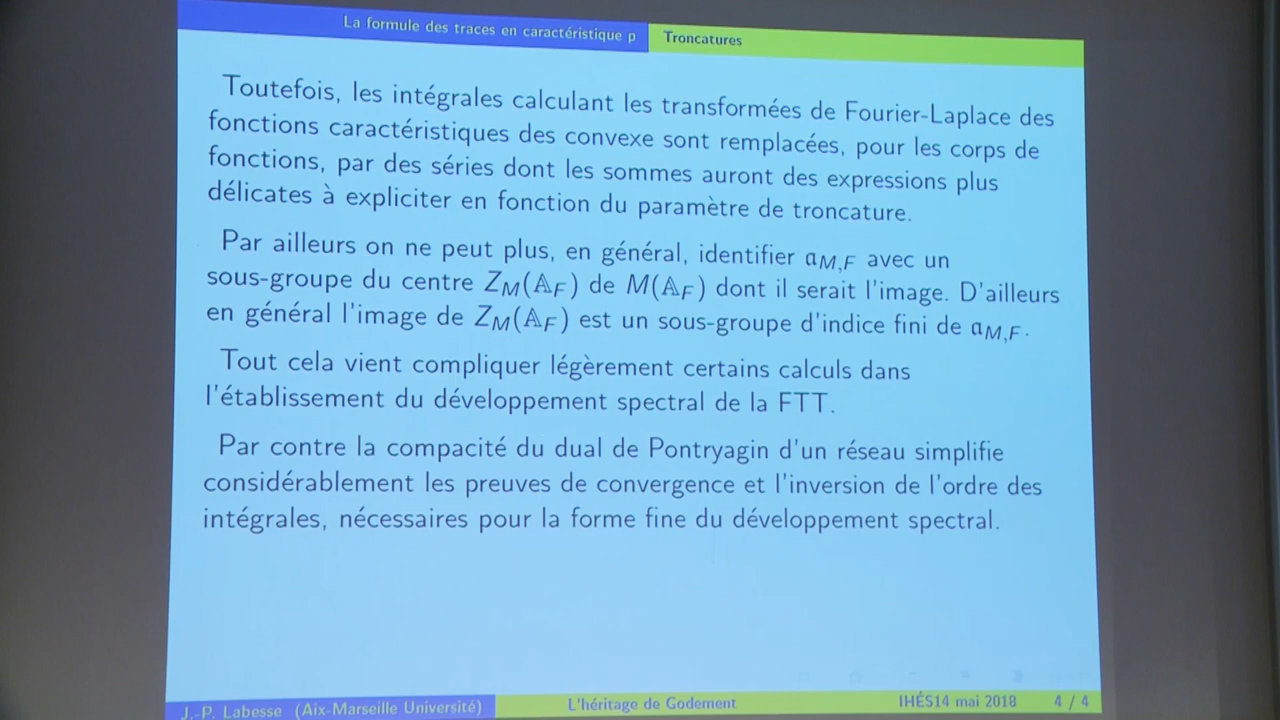 La formule des traces en caractéristique p Troncatures
Toutefois, les intégrales calculant les transformées de Fourier-Laplace des
fonctions caractéristiques des convexe sont remplacées, pour les corps de
fonctions, par des séries dont les sommes auront des expressions plus
délicates à expliciter en fonction du paramètre de troncature.
Par ailleurs on ne peut plus, en général, identifier 𝔞_{M,F} avec un
sous-groupe du centre Z_M(𝔸_F) de M(𝔸_F) dont il serait l'image. D'ailleurs
en général l'image de Z_M(𝔸_F) est un sous-groupe d'indice fini de 𝔞_{M,F}.
Tout cela vient compliquer légèrement certains calculs dans
l'établissement du développement spectral de la FTT.
Par contre la compacité du dual de Pontryagin d'un réseau simplifie
considérablement les preuves de convergence et l'inversion de l'ordre des
intégrales, nécessaires pour la forme fine du développement spectral.
J.-P. Labesse (Aix-Marseille Université) L'héritage de Godement IHÉS14 mai 2018 4 / 4